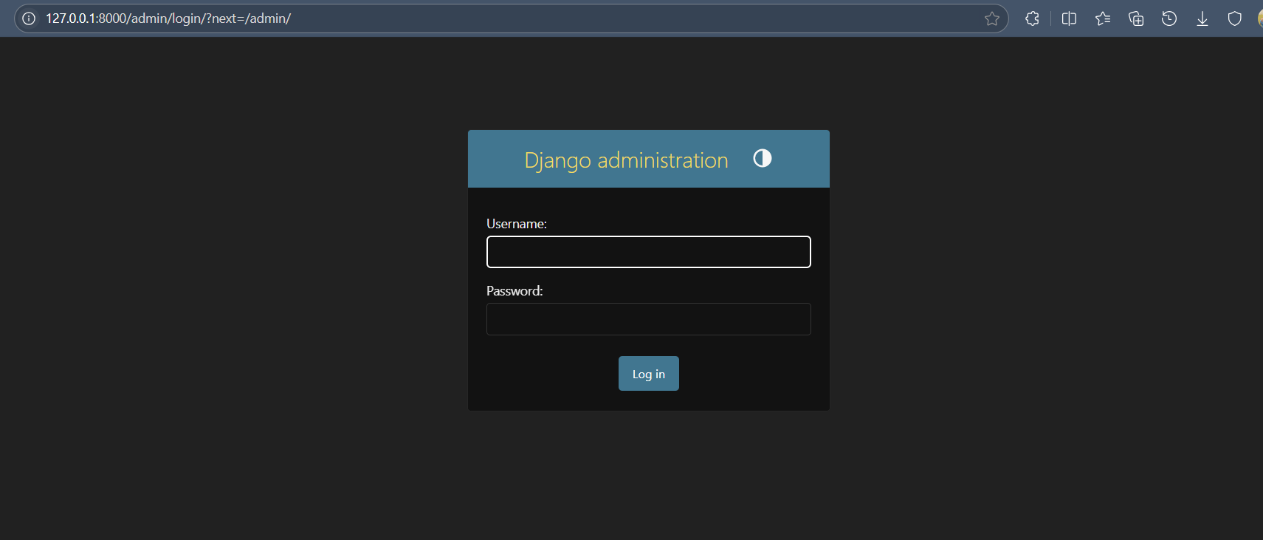 127.0.0.1:8000/admin/login/?next=/admin/
Django administration
Username:
Password:
Log in